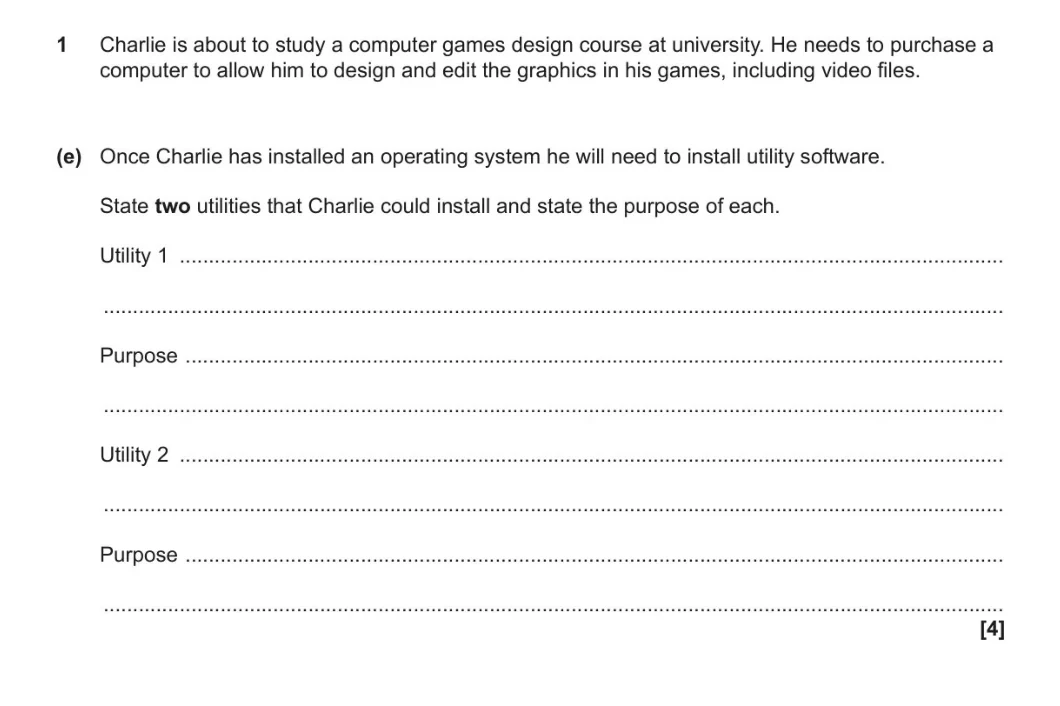 1 Charlie is about to study a computer games design course at university. He needs to purchase a
computer to allow him to design and edit the graphics in his games, including video files.
(e) Once Charlie has installed an operating system he will need to install utility software.
State two utilities that Charlie could install and state the purpose of each.
Utility 1
Purpose
Utility 2
Purpose
[4]